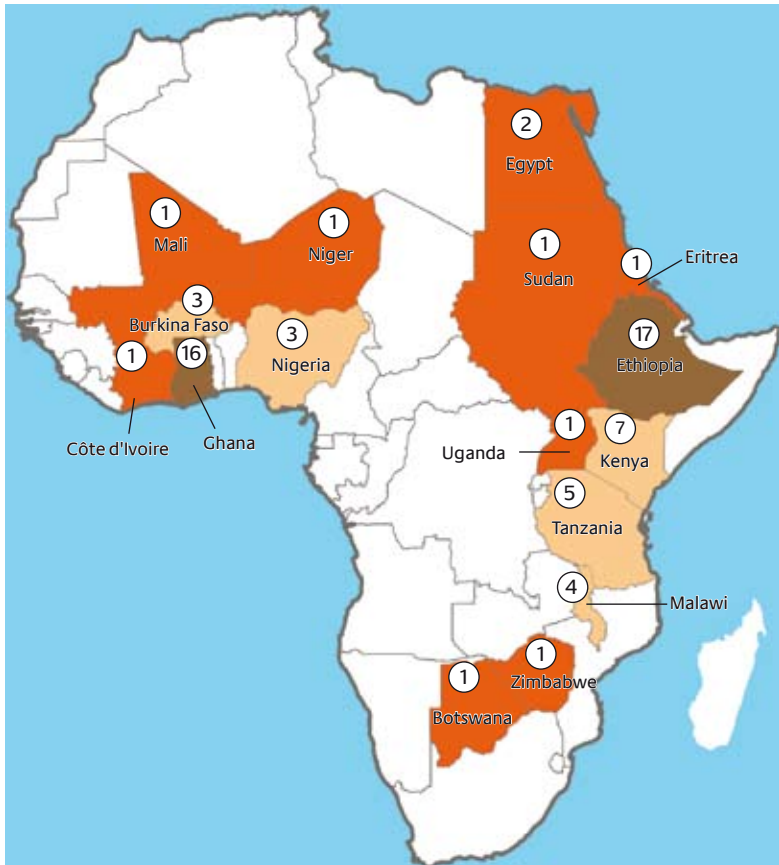 2
Egypt
1
Mali
1
Niger
1
Sudan
1
Eritrea
3
Burkina Faso
3
Nigeria
17
Ethiopia
1
Côte d'Ivoire
16
Ghana
1
Uganda
7
Kenya
5
Tanzania
4
Malawi
1
Zimbabwe
1
Botswana